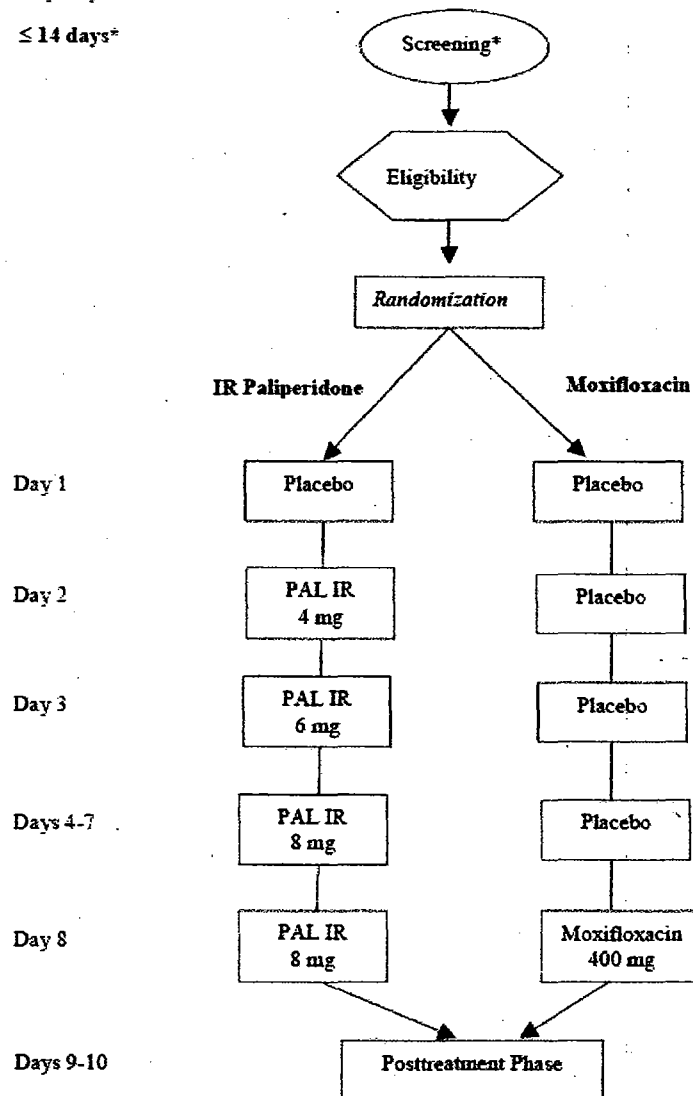 ≤ 14 days*
Screening*
Eligibility
Randomization
IR Paliperidone Moxifloxacin
Day 1 Placebo Placebo
Day 2 PAL IR Placebo
4 mg
Day 3 PAL IR Placebo
6 mg
Days 4-7 PAL IR Placebo
8 mg
Day 8 PAL IR Moxifloxacin
8 mg 400 mg
Days 9-10 Posttreatment Phase